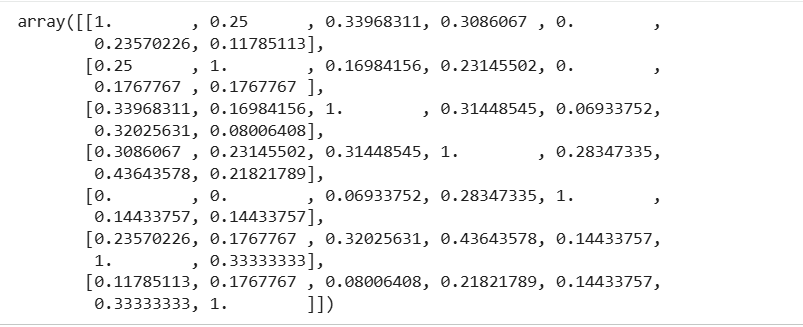 array([[1.        , 0.25      , 0.33968311, 0.3086067 , 0.        ,
        0.23570226, 0.11785113],
       [0.25      , 1.        , 0.16984156, 0.23145502, 0.        ,
        0.1767767 , 0.1767767 ],
       [0.33968311, 0.16984156, 1.        , 0.31448545, 0.06933752,
        0.32025631, 0.08006408],
       [0.3086067 , 0.23145502, 0.31448545, 1.        , 0.28347335,
        0.43643578, 0.21821789],
       [0.        , 0.        , 0.06933752, 0.28347335, 1.        ,
        0.14433757, 0.14433757],
       [0.23570226, 0.1767767 , 0.32025631, 0.43643578, 0.14433757,
        1.        , 0.33333333],
       [0.11785113, 0.1767767 , 0.08006408, 0.21821789, 0.14433757,
        0.33333333, 1.        ]])